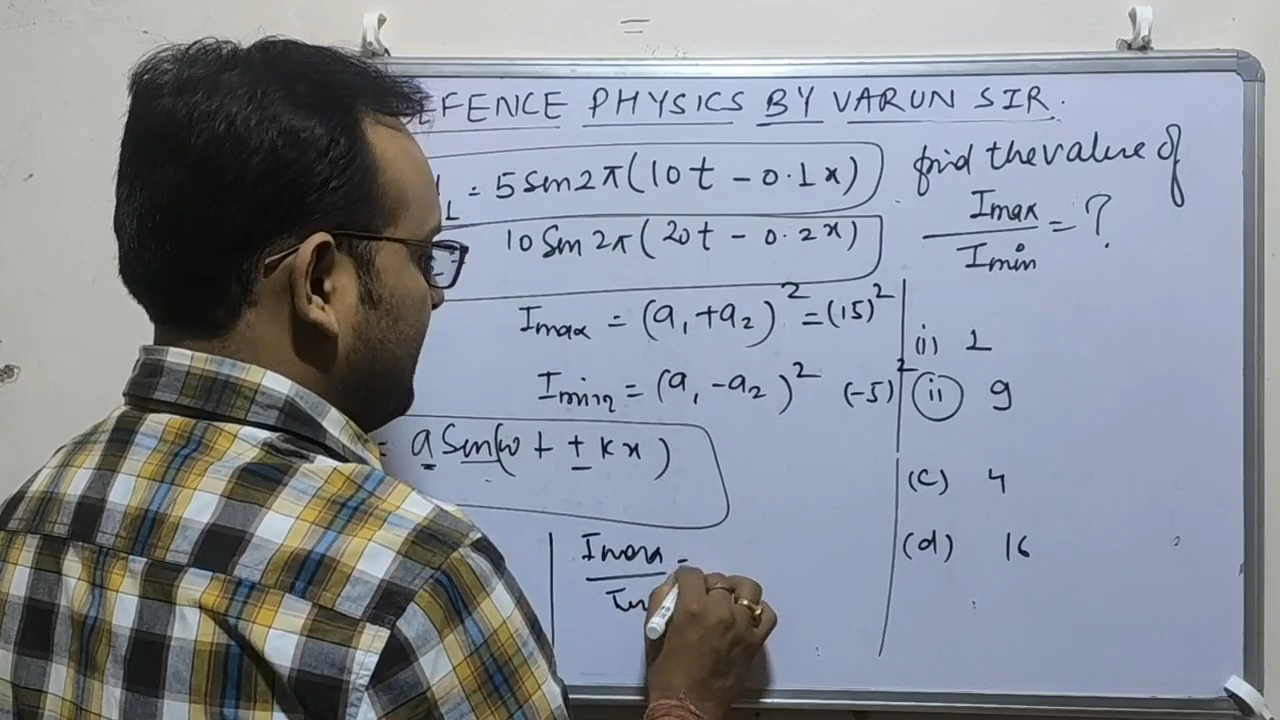 EFENCE PHYSICS BY VARUN SIR.
1 = 5 sin 2π(10t - 0.1x)
10 Sin 2π(20t - 0.2x)
find the value of
Imax/Imin = ?
Imax = (a₁ + a₂)² = (15)²
Imin = (a₁ - a₂)² (-5)²
= a Sin(ωt ± kx)
Imax =
(i) 1
(ii) 9
(c) 4
(d) 16